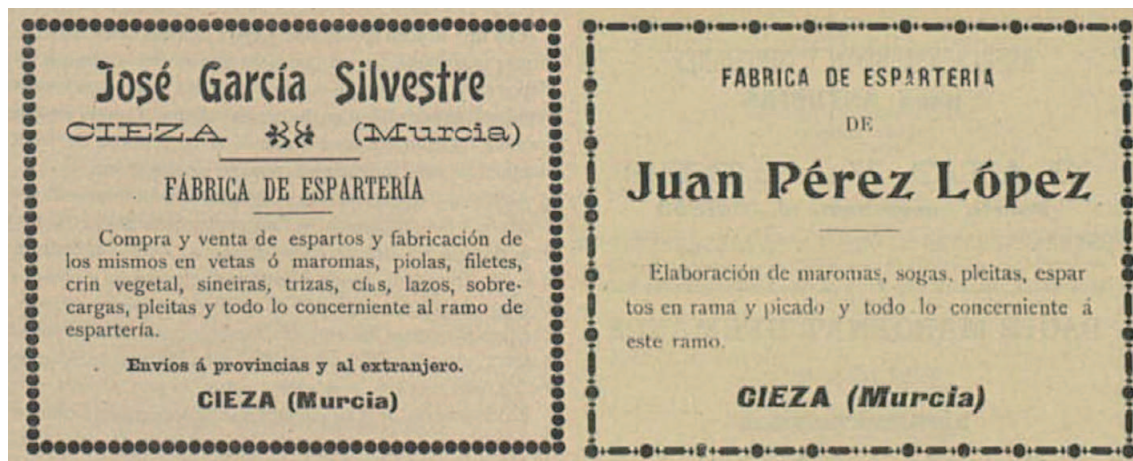 José García Silvestre
CIEZA (Murcia)
FÁBRICA DE ESPARTERÍA
Compra y venta de espartos y fabricación de
los mismos en vetas ó maromas, piolas, filetes,
crin vegetal, sineiras, trizas, cíes, lazos, sobre-
cargas, pleitas y todo lo concerniente al ramo de
espartería.
Envíos á provincias y al extranjero.
CIEZA (Murcia)
FABRICA DE ESPARTERIA
DE
Juan Pérez López
Elaboración de maromas, sogas, pleitas, espar
tos en rama y picado y todo lo concerniente á
este ramo.
CIEZA (Murcia)